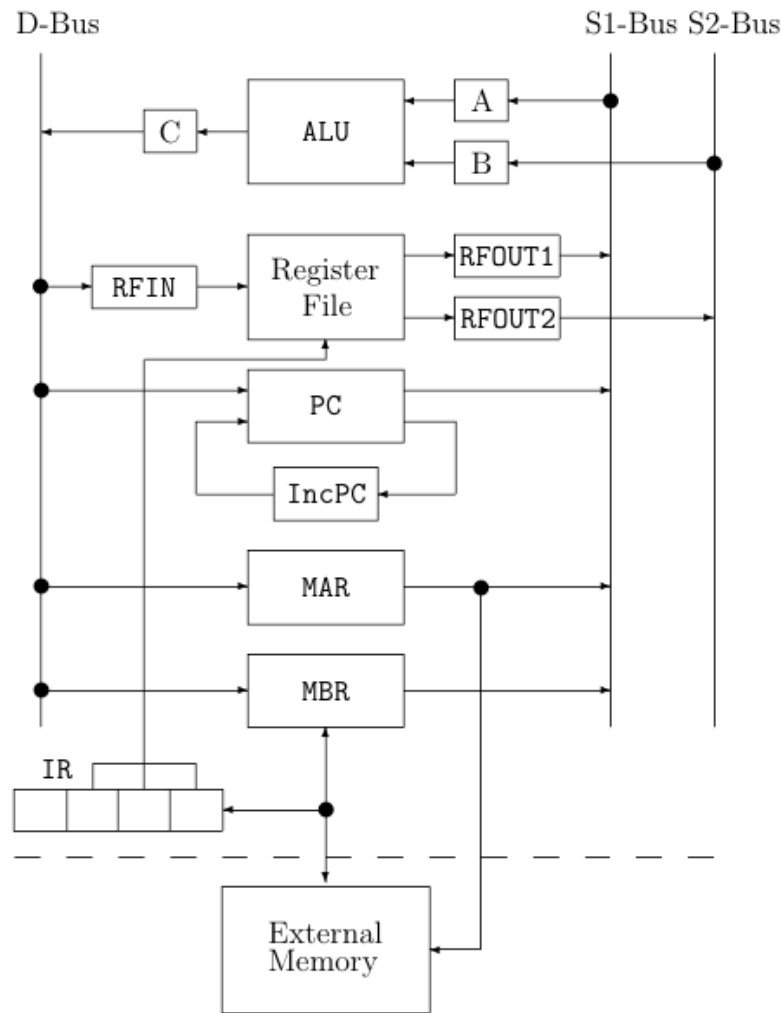 D-Bus
S1-Bus
S2-Bus
A
C
ALU
B
RFIN
Register
File
RFOUT1
RFOUT2
PC
IncPC
MAR
MBR
IR
External
Memory